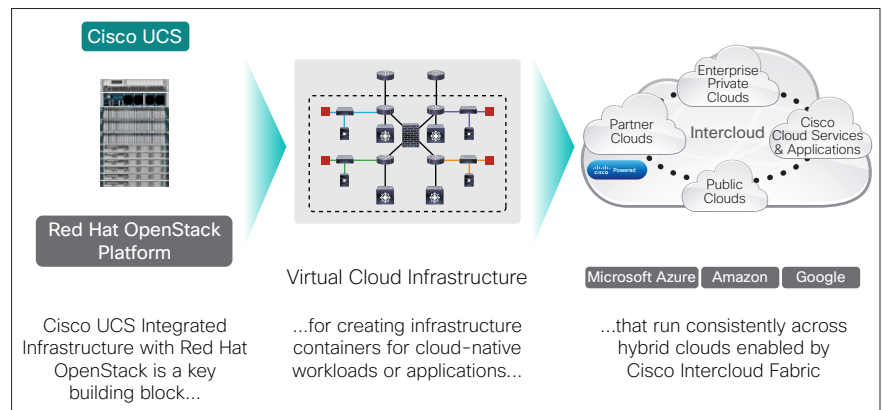 Cisco UCS
Red Hat OpenStack
Platform
Cisco UCS Integrated
Infrastructure with Red Hat
OpenStack is a key
building block...
Virtual Cloud Infrastructure
...for creating infrastructure
containers for cloud-native
workloads or applications...
Enterprise
Private
Clouds
Partner
Clouds
Intercloud
Cisco
Cloud Services
& Applications
CISCO Powered
Public
Clouds
Microsoft Azure
Amazon
Google
...that run consistently across
hybrid clouds enabled by
Cisco Intercloud Fabric